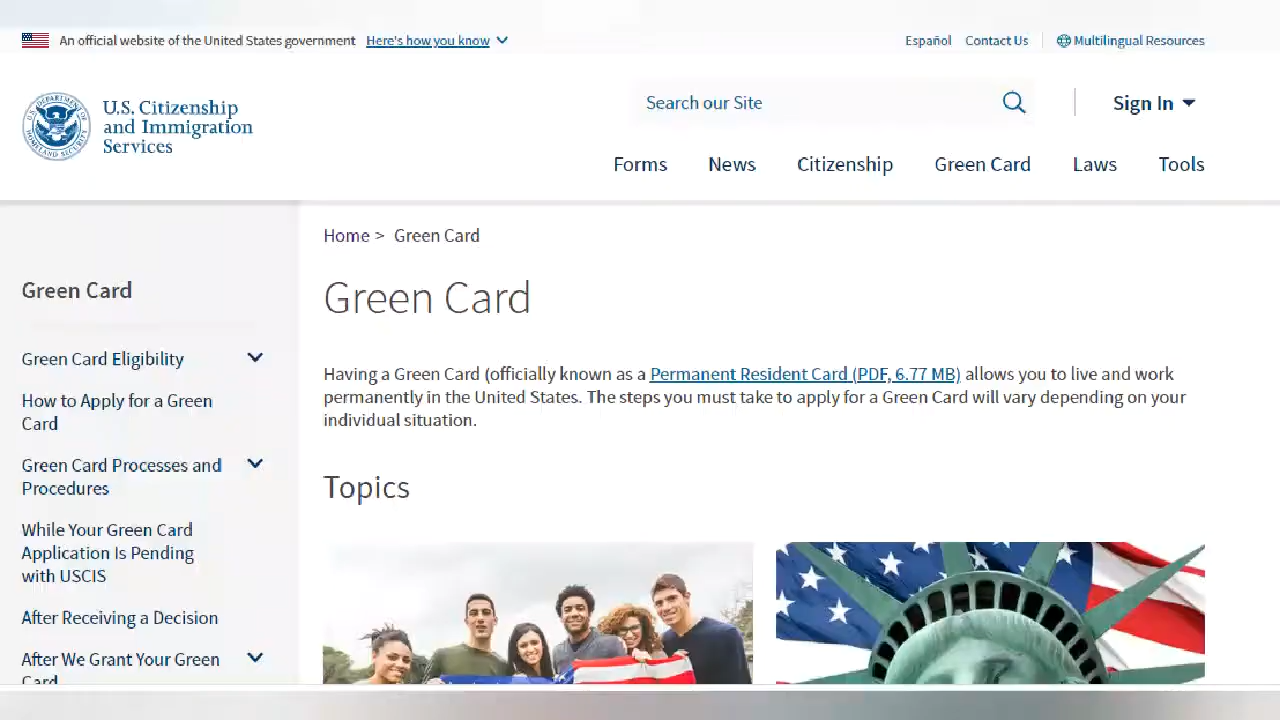 An official website of the United States government Here's how you know
Español Contact Us Multilingual Resources
U.S. Citizenship
and Immigration
Services
Search our Site
Sign In
Forms News Citizenship Green Card Laws Tools
Home > Green Card
Green Card
Green Card Eligibility
How to Apply for a Green
Card
Green Card Processes and
Procedures
While Your Green Card
Application Is Pending
with USCIS
After Receiving a Decision
After We Grant Your Green
Card
Green Card
Having a Green Card (officially known as a Permanent Resident Card (PDF, 6.77 MB) allows you to live and work
permanently in the United States. The steps you must take to apply for a Green Card will vary depending on your
individual situation.
Topics